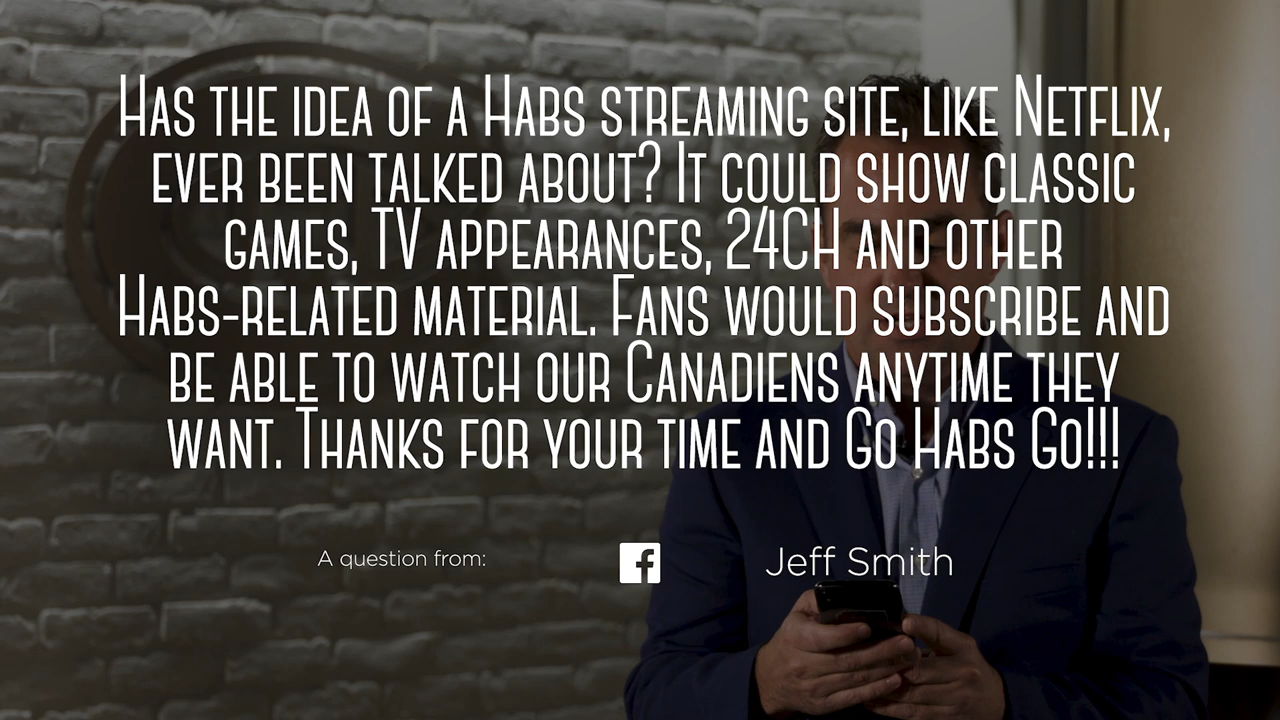 Has the idea of a Habs streaming site, like Netflix,
ever been talked about? It could show classic
games, TV appearances, 24CH and other
Habs-related material. Fans would subscribe and
be able to watch our Canadiens anytime they
want. Thanks for your time and Go Habs Go!!!
A question from: f Jeff Smith